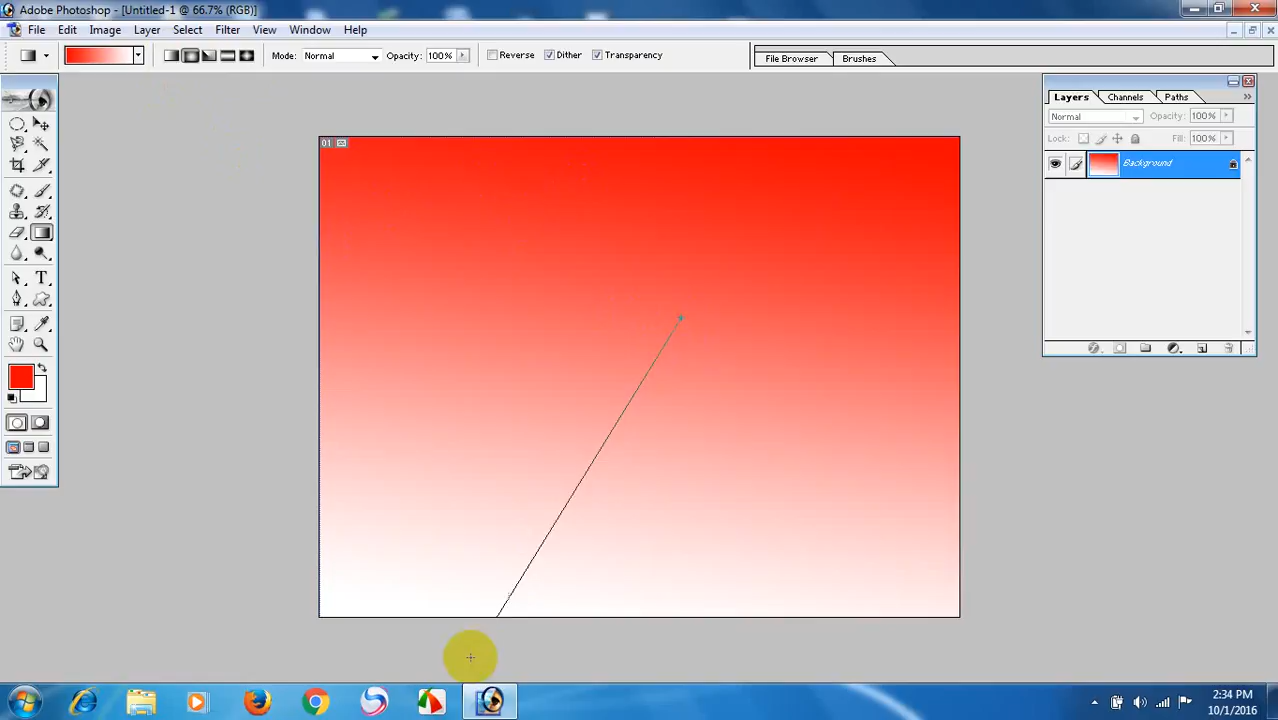 Adobe Photoshop - [Untitled-1 @ 66.7% (RGB)]
File Edit Image Layer Select Filter View Window Help
Mode: Normal Opacity: 100% Reverse Dither Transparency File Browser Brushes
Layers Channels Paths
Normal Opacity: 100%
Lock: Fill: 100%
01
Background
T
2:34 PM
10/1/2016